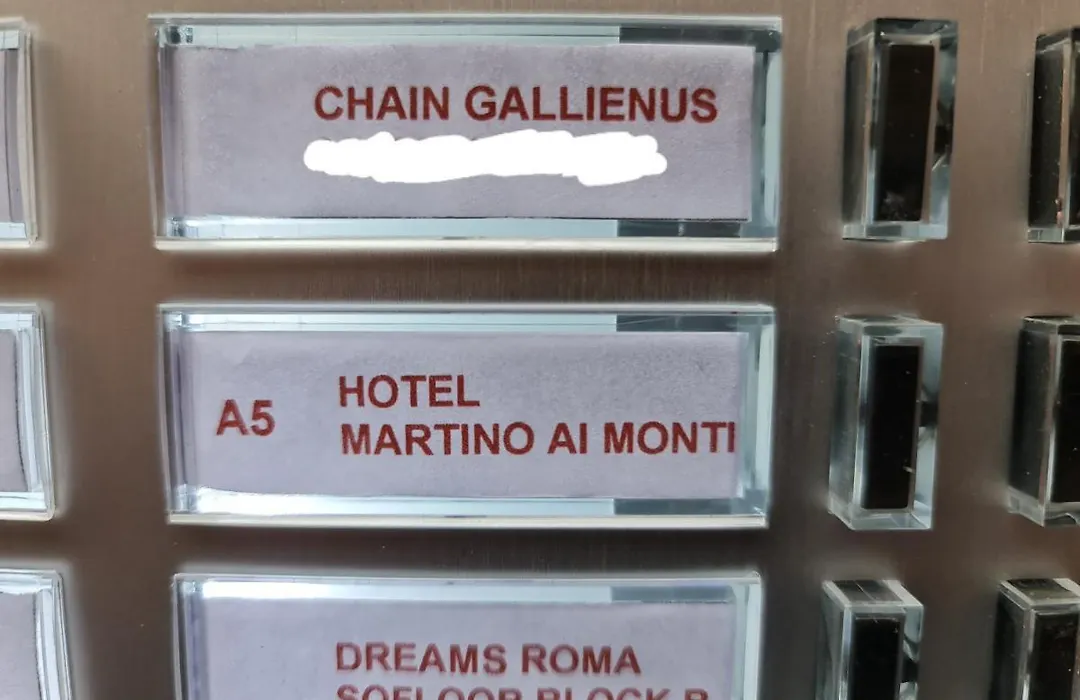 CHAIN GALLIENUS
A5
HOTEL
MARTINO AI MONTI
DREAMS ROMA